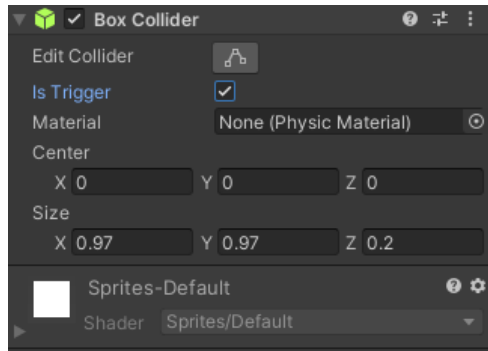 Box Collider
Edit Collider
Is Trigger
Material None (Physic Material)
Center
X 0 Y 0 Z 0
Size
X 0.97 Y 0.97 Z 0.2
Sprites-Default
Shader Sprites/Default